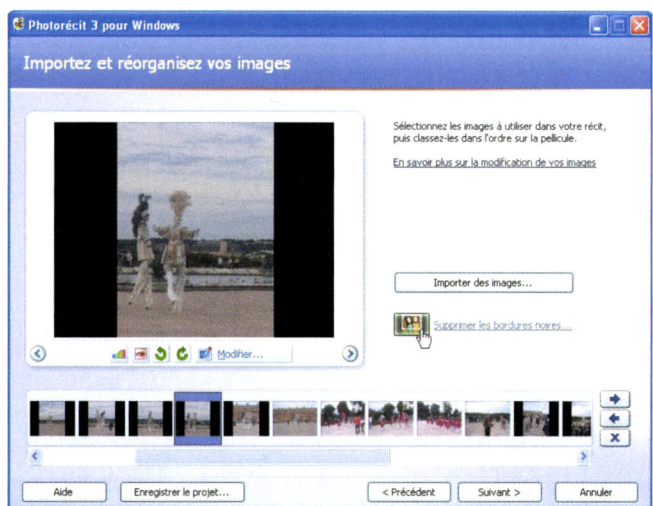 Photorécit 3 pour Windows
Importez et réorganisez vos images
Sélectionnez les images à utiliser dans votre récit,
puis classez-les dans l'ordre sur la pellicule.
En savoir plus sur la modification de vos images
Importer des images...
Supprimer les bordures noires...
Modifier...
Aide
Enregistrer le projet...
< Précédent
Suivant >
Annuler